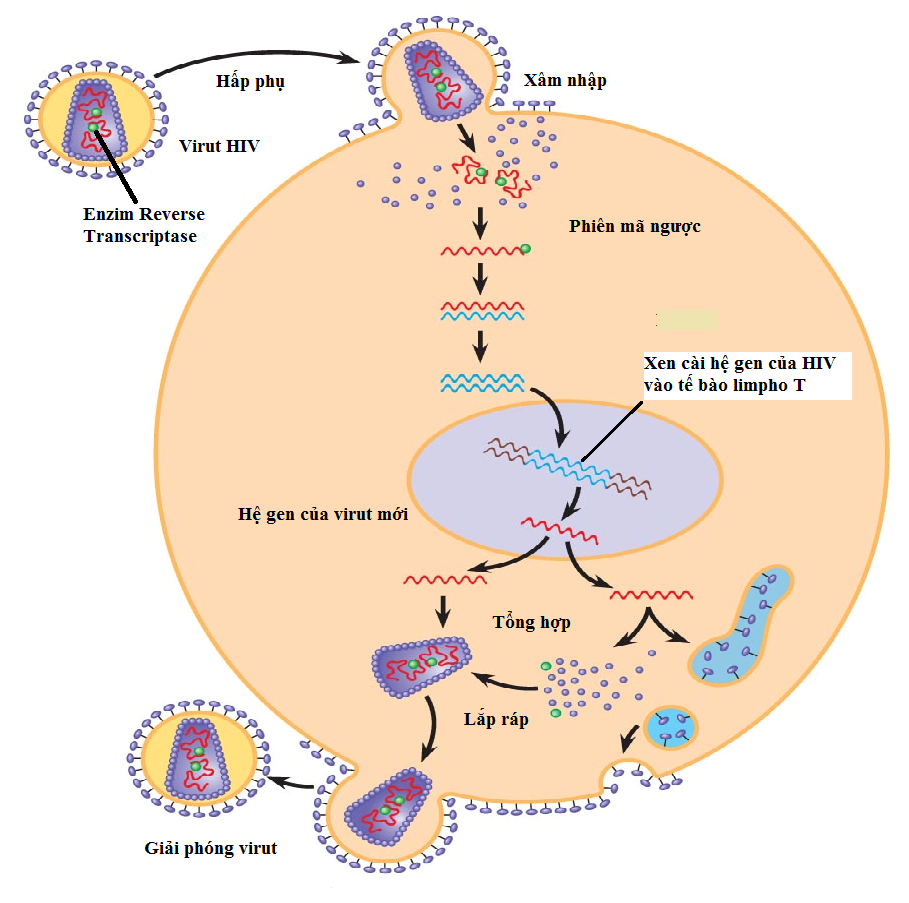 Hấp phụ
Xâm nhập
Virut HIV
Enzim Reverse
Transcriptase
Phiên mã ngược
Xen cài hệ gen của HIV
vào tế bào limpho T
Hệ gen của virut mới
Tổng hợp
Lắp ráp
Giải phóng virut